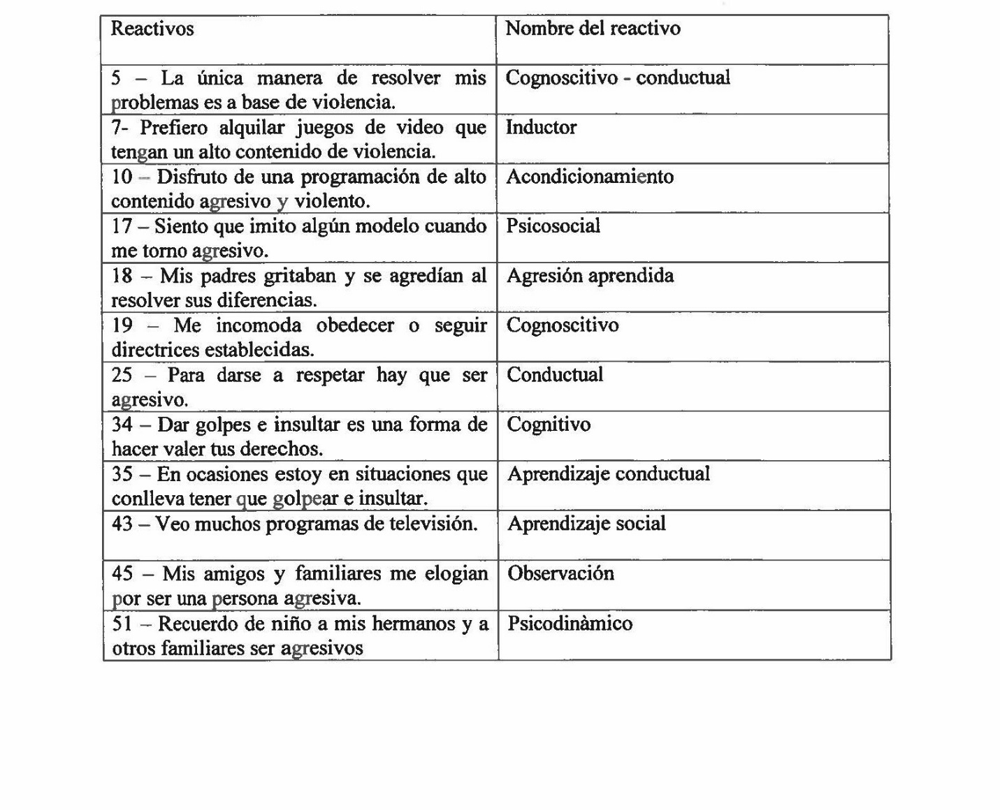 Reactivos
Nombre del reactivo
5 – La única manera de resolver mis
problemas es a base de violencia.
Cognoscitivo - conductual
7- Prefiero alquilar juegos de video que
tengan un alto contenido de violencia.
Inductor
10 – Disfruto de una programación de alto
contenido agresivo y violento.
Acondicionamiento
17 – Siento que imito algún modelo cuando
me torno agresivo.
Psicosocial
18 – Mis padres gritaban y se agredían al
resolver sus diferencias.
Agresión aprendida
19 – Me incomoda obedecer o seguir
directrices establecidas.
Cognoscitivo
25 – Para darse a respetar hay que ser
agresivo.
Conductual
34 – Dar golpes e insultar es una forma de
hacer valer tus derechos.
Cognitivo
35 – En ocasiones estoy en situaciones que
conlleva tener que golpear e insultar.
Aprendizaje conductual
43 – Veo muchos programas de televisión.
Aprendizaje social
45 – Mis amigos y familiares me elogian
por ser una persona agresiva.
Observación
51 – Recuerdo de niño a mis hermanos y a
otros familiares ser agresivos
Psicodinàmico